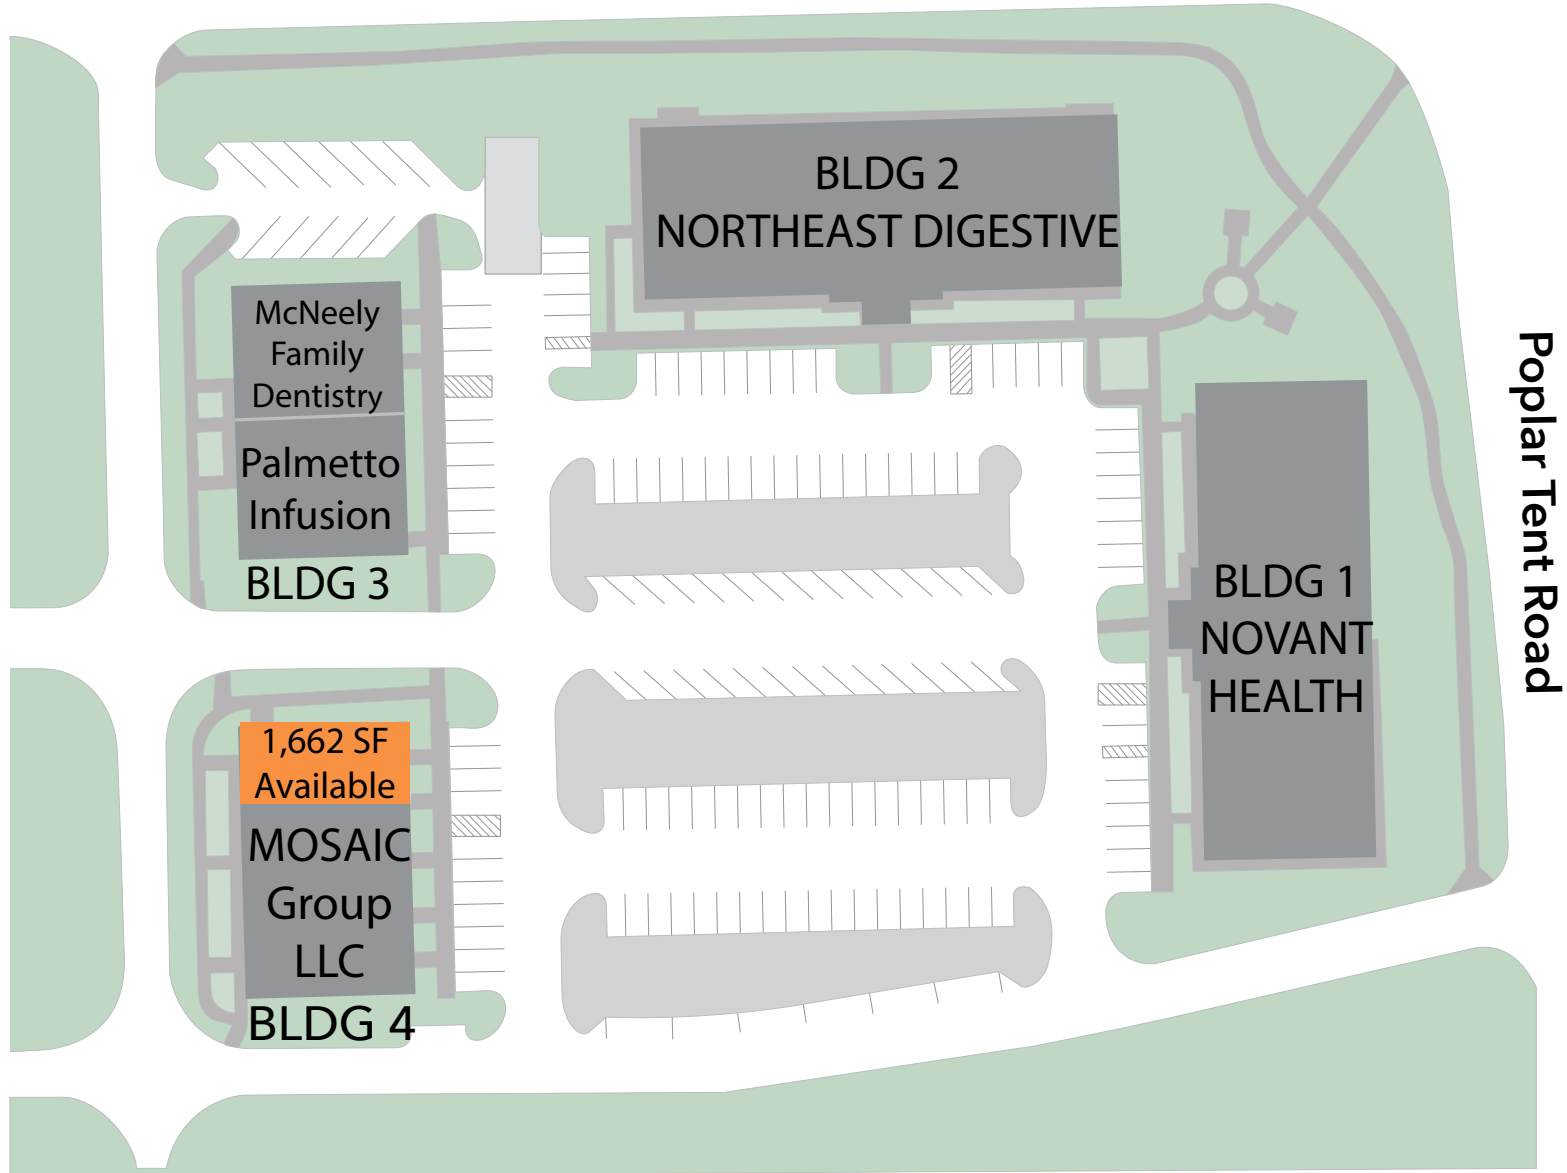 BLDG 2
NORTHEAST DIGESTIVE
McNeely
Family
Dentistry
Palmetto
Infusion
BLDG 3
BLDG 1
NOVANT
HEALTH
Poplar Tent Road
1,662 SF
Available
MOSAIC
Group
LLC
BLDG 4